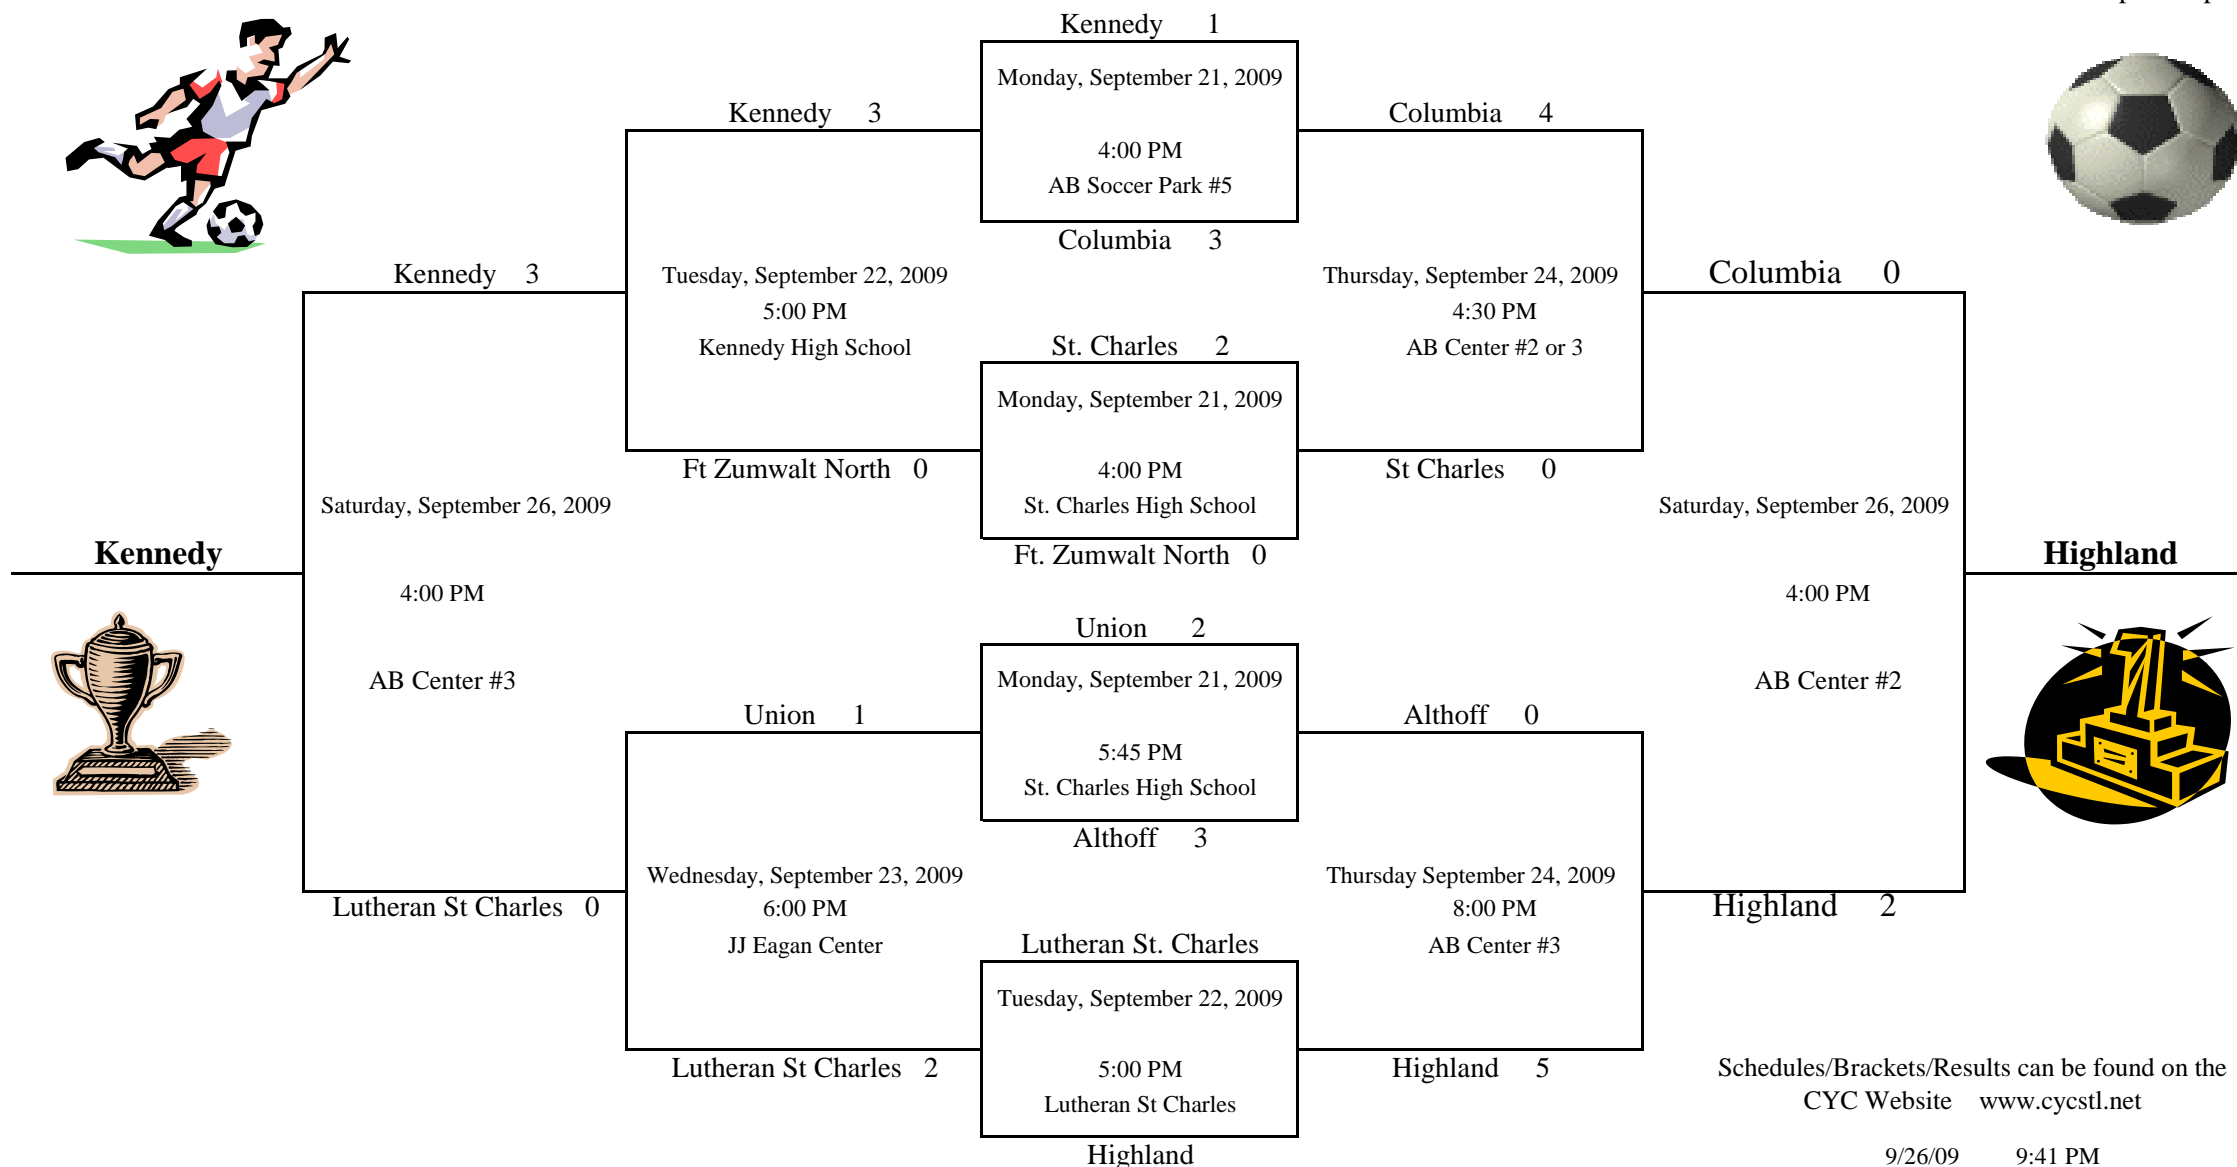 Kennedy 1
Monday, September 21, 2009
Kennedy 3
Columbia 4
4:00 PM
AB Soccer Park #5
Columbia 3
Kennedy 3
Tuesday, September 22, 2009
Thursday, September 24, 2009
Columbia 0
5:00 PM
4:30 PM
Kennedy High School
St. Charles 2
AB Center #2 or 3
Monday, September 21, 2009
Ft Zumwalt North 0
4:00 PM
St Charles 0
Saturday, September 26, 2009
St. Charles High School
Saturday, September 26, 2009
Kennedy
Ft. Zumwalt North 0
Highland
4:00 PM
4:00 PM
Union 2
AB Center #3
Monday, September 21, 2009
AB Center #2
Union 1
Althoff 0
5:45 PM
St. Charles High School
Althoff 3
Wednesday, September 23, 2009
Thursday September 24, 2009
Lutheran St Charles 0
6:00 PM
8:00 PM
Highland 2
JJ Eagan Center
Lutheran St. Charles
AB Center #3
Tuesday, September 22, 2009
Lutheran St Charles 2
5:00 PM
Highland 5
Schedules/Brackets/Results can be found on the
Lutheran St Charles
CYC Website www.cycstl.net
Highland
9/26/09 9:41 PM